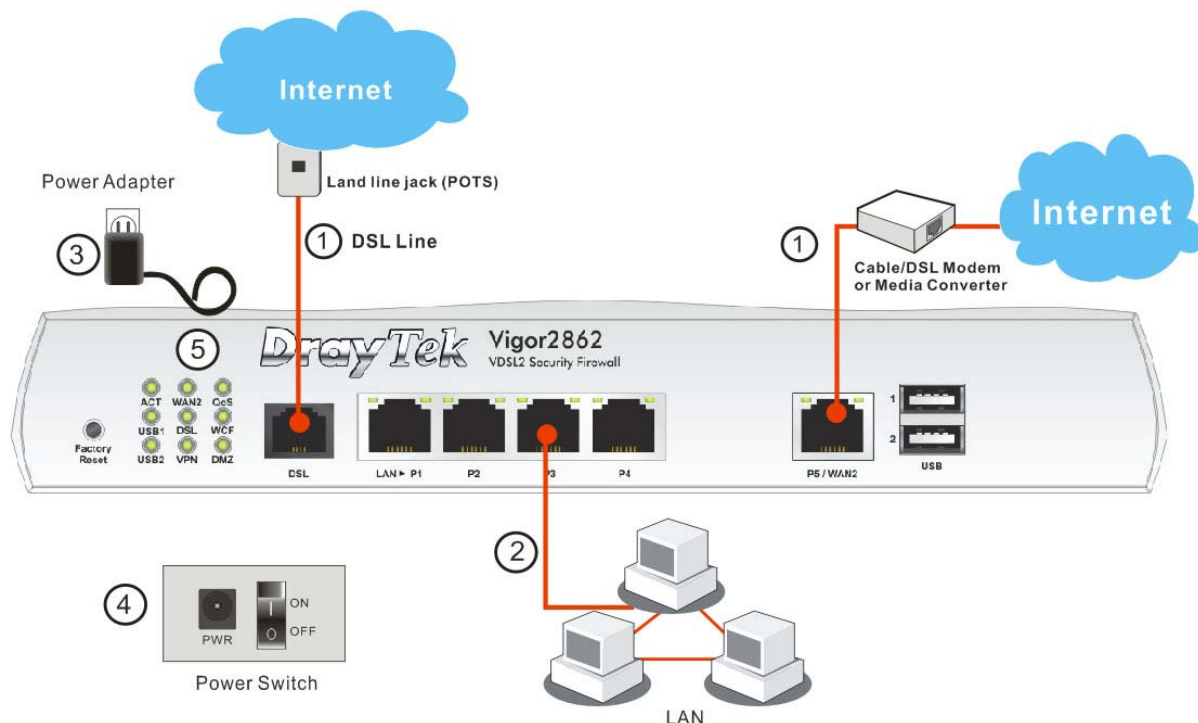 Internet
Land line jack (POTS)
Power Adapter
3
1 DSL Line
Internet
1
Cable/DSL Modem
or Media Converter
5
DrayTek
Vigor2862
VDSL2 Security Firewall
ACT WAN2 QoS
USB1 DSL WCF
USB2 VPN DMZ
Factory
Reset
DSL
LAN ► P1
P2
P3
P4
P5 / WAN2
1
2
USB
2
4
PWR
ON
OFF
Power Switch
LAN